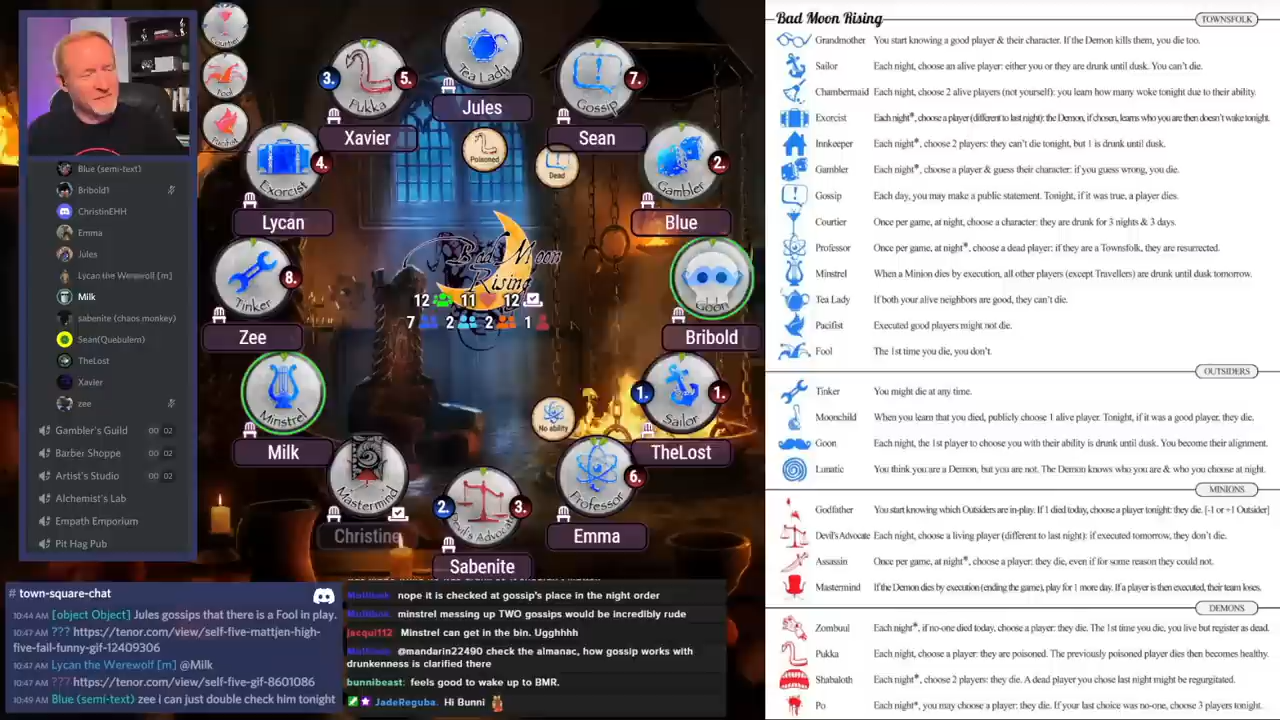 Blue (semi-text)
Bribold1
ChristinEHH
Emma
Jules
Lycan the Werewolf [m]
Milk
sabenite (chaos monkey)
Sean(Quebulem)
TheLost
Xavier
zee
Gambler's Guild 00 02
Barber Shoppe 00 02
Artist's Studio 00 02
Alchemist's Lab
Empath Emporium
Pit Hag Pub
# town-square-chat
10:44 AM [object Object] Jules gossips that there is a Fool in play.
10:47 AM ??? https://tenor.com/view/self-five-mattjen-high-
five-fail-funny-gif-12409306
10:47 AM Lycan the Werewolf [m] @Milk
10:47 AM ??? https://tenor.com/view/self-five-gif-8601086
10:49 AM Blue (semi-text) zee i can just double check him tonight
Courtier
Fool
Pacifist
3.
Pukka
5.
Xavier
Tea Lady
Jules
Gossip
7.
Sean
Poisoned
Dead
Exorcist
4.
Lycan
Gambler
2.
Blue
Tinker
8.
Zee
Bad Moon
Rising
12 11 12
7 2 2 1
Goon
Bribold
Minstrel
Milk
1.
Sailor
1.
TheLost
No ability
Mastermind
Christine
2.
Devil's Advocate
3.
Sabenite
Professor
6.
Emma
nope it is checked at gossip's place in the night order
minstrel messing up TWO gossips would be incredibly rude
jacqui112 Minstrel can get in the bin. Ugghhhh
@mandarin22490 check the almanac, how gossip works with
drunkenness is clarified there
bunnibeast: feels good to wake up to BMR.
JadeReguba. Hi Bunni
Bad Moon Rising
TOWNSFOLK
Grandmother You start knowing a good player & their character. If the Demon kills them, you die too.
Sailor Each night, choose an alive player: either you or they are drunk until dusk. You can't die.
Chambermaid Each night, choose 2 alive players (not yourself): you learn how many woke tonight due to their ability.
Exorcist Each night*, choose a player (different to last night): the Demon, if chosen, learns who you are then doesn't wake tonight.
Innkeeper Each night*, choose 2 players: they can't die tonight, but 1 is drunk until dusk.
Gambler Each night*, choose a player & guess their character: if you guess wrong, you die.
Gossip Each day, you may make a public statement. Tonight, if it was true, a player dies.
Courtier Once per game, at night, choose a character: they are drunk for 3 nights & 3 days.
Professor Once per game, at night*, choose a dead player: if they are a Townsfolk, they are resurrected.
Minstrel When a Minion dies by execution, all other players (except Travellers) are drunk until dusk tomorrow.
Tea Lady If both your alive neighbors are good, they can't die.
Pacifist Executed good players might not die.
Fool The 1st time you die, you don't.
OUTSIDERS
Tinker You might die at any time.
Moonchild When you learn that you died, publicly choose 1 alive player. Tonight, if it was a good player, they die.
Goon Each night, the 1st player to choose you with their ability is drunk until dusk. You become their alignment.
Lunatic You think you are a Demon, but you are not. The Demon knows who you are & who you choose at night.
MINIONS
Godfather You start knowing which Outsiders are in-play. If 1 died today, choose a player tonight: they die. [-1 or +1 Outsider]
Devil's Advocate Each night, choose a living player (different to last night): if executed tomorrow, they don't die.
Assassin Once per game, at night*, choose a player: they die, even if for some reason they could not.
Mastermind If the Demon dies by execution (ending the game), play for 1 more day. If a player is then executed, their team loses.
DEMONS
Zombuul Each night*, if no-one died today, choose a player: they die. The 1st time you die, you live but register as dead.
Pukka Each night, choose a player: they are poisoned. The previously poisoned player dies then becomes healthy.
Shabaloth Each night*, choose 2 players: they die. A dead player you chose last night might be regurgitated.
Po Each night*, you may choose a player: they die. If your last choice was no-one, choose 3 players tonight.